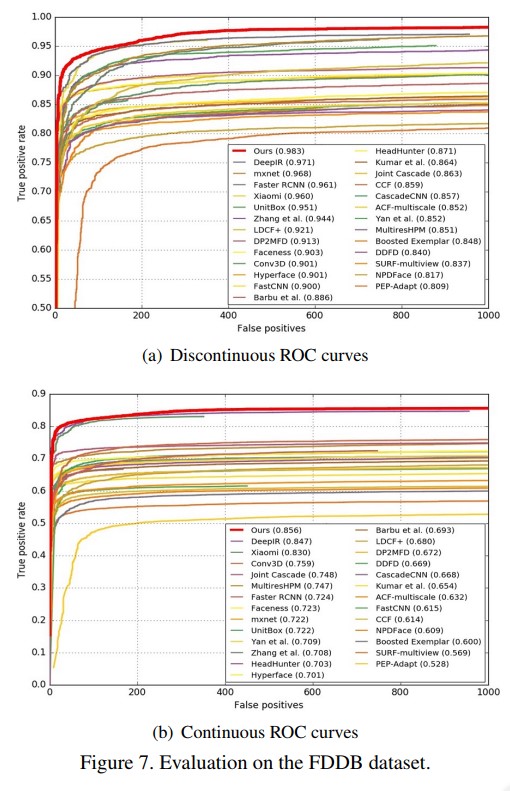 1.00
0.95
0.90
0.85
0.80
0.75
0.70
0.65
0.60
0.55
0.50
True positive rate
Ours (0.983)
DeepIR (0.971)
mxnet (0.968)
Faster RCNN (0.961)
Xiaomi (0.960)
UnitBox (0.951)
Zhang et al. (0.944)
LDCF+ (0.921)
DP2MFD (0.913)
Faceness (0.903)
Conv3D (0.901)
Hyperface (0.901)
FastCNN (0.900)
Barbu et al. (0.886)
HeadHunter (0.871)
Kumar et al. (0.864)
Joint Cascade (0.863)
CCF (0.859)
CascadeCNN (0.857)
ACF-multiscale (0.852)
Yan et al. (0.852)
MultiresHPM (0.851)
Boosted Exemplar (0.848)
DDFD (0.840)
SURF-multiview (0.837)
NPDFace (0.817)
PEP-Adapt (0.809)
0 200 400 600 800 1000
False positives
(a) Discontinuous ROC curves
0.9
0.8
0.7
0.6
0.5
0.4
0.3
0.2
0.1
0.0
True positive rate
Ours (0.856)
DeepIR (0.847)
Xiaomi (0.830)
Conv3D (0.759)
Joint Cascade (0.748)
MultiresHPM (0.747)
Faster RCNN (0.724)
Faceness (0.723)
mxnet (0.722)
UnitBox (0.722)
Yan et al. (0.709)
Zhang et al. (0.708)
HeadHunter (0.703)
Hyperface (0.701)
Barbu et al. (0.693)
LDCF+ (0.680)
DP2MFD (0.672)
DDFD (0.669)
CascadeCNN (0.668)
Kumar et al. (0.654)
ACF-multiscale (0.632)
FastCNN (0.615)
CCF (0.614)
NPDFace (0.609)
Boosted Exemplar (0.600)
SURF-multiview (0.569)
PEP-Adapt (0.528)
0 200 400 600 800 1000
False positives
(b) Continuous ROC curves
Figure 7. Evaluation on the FDDB dataset.